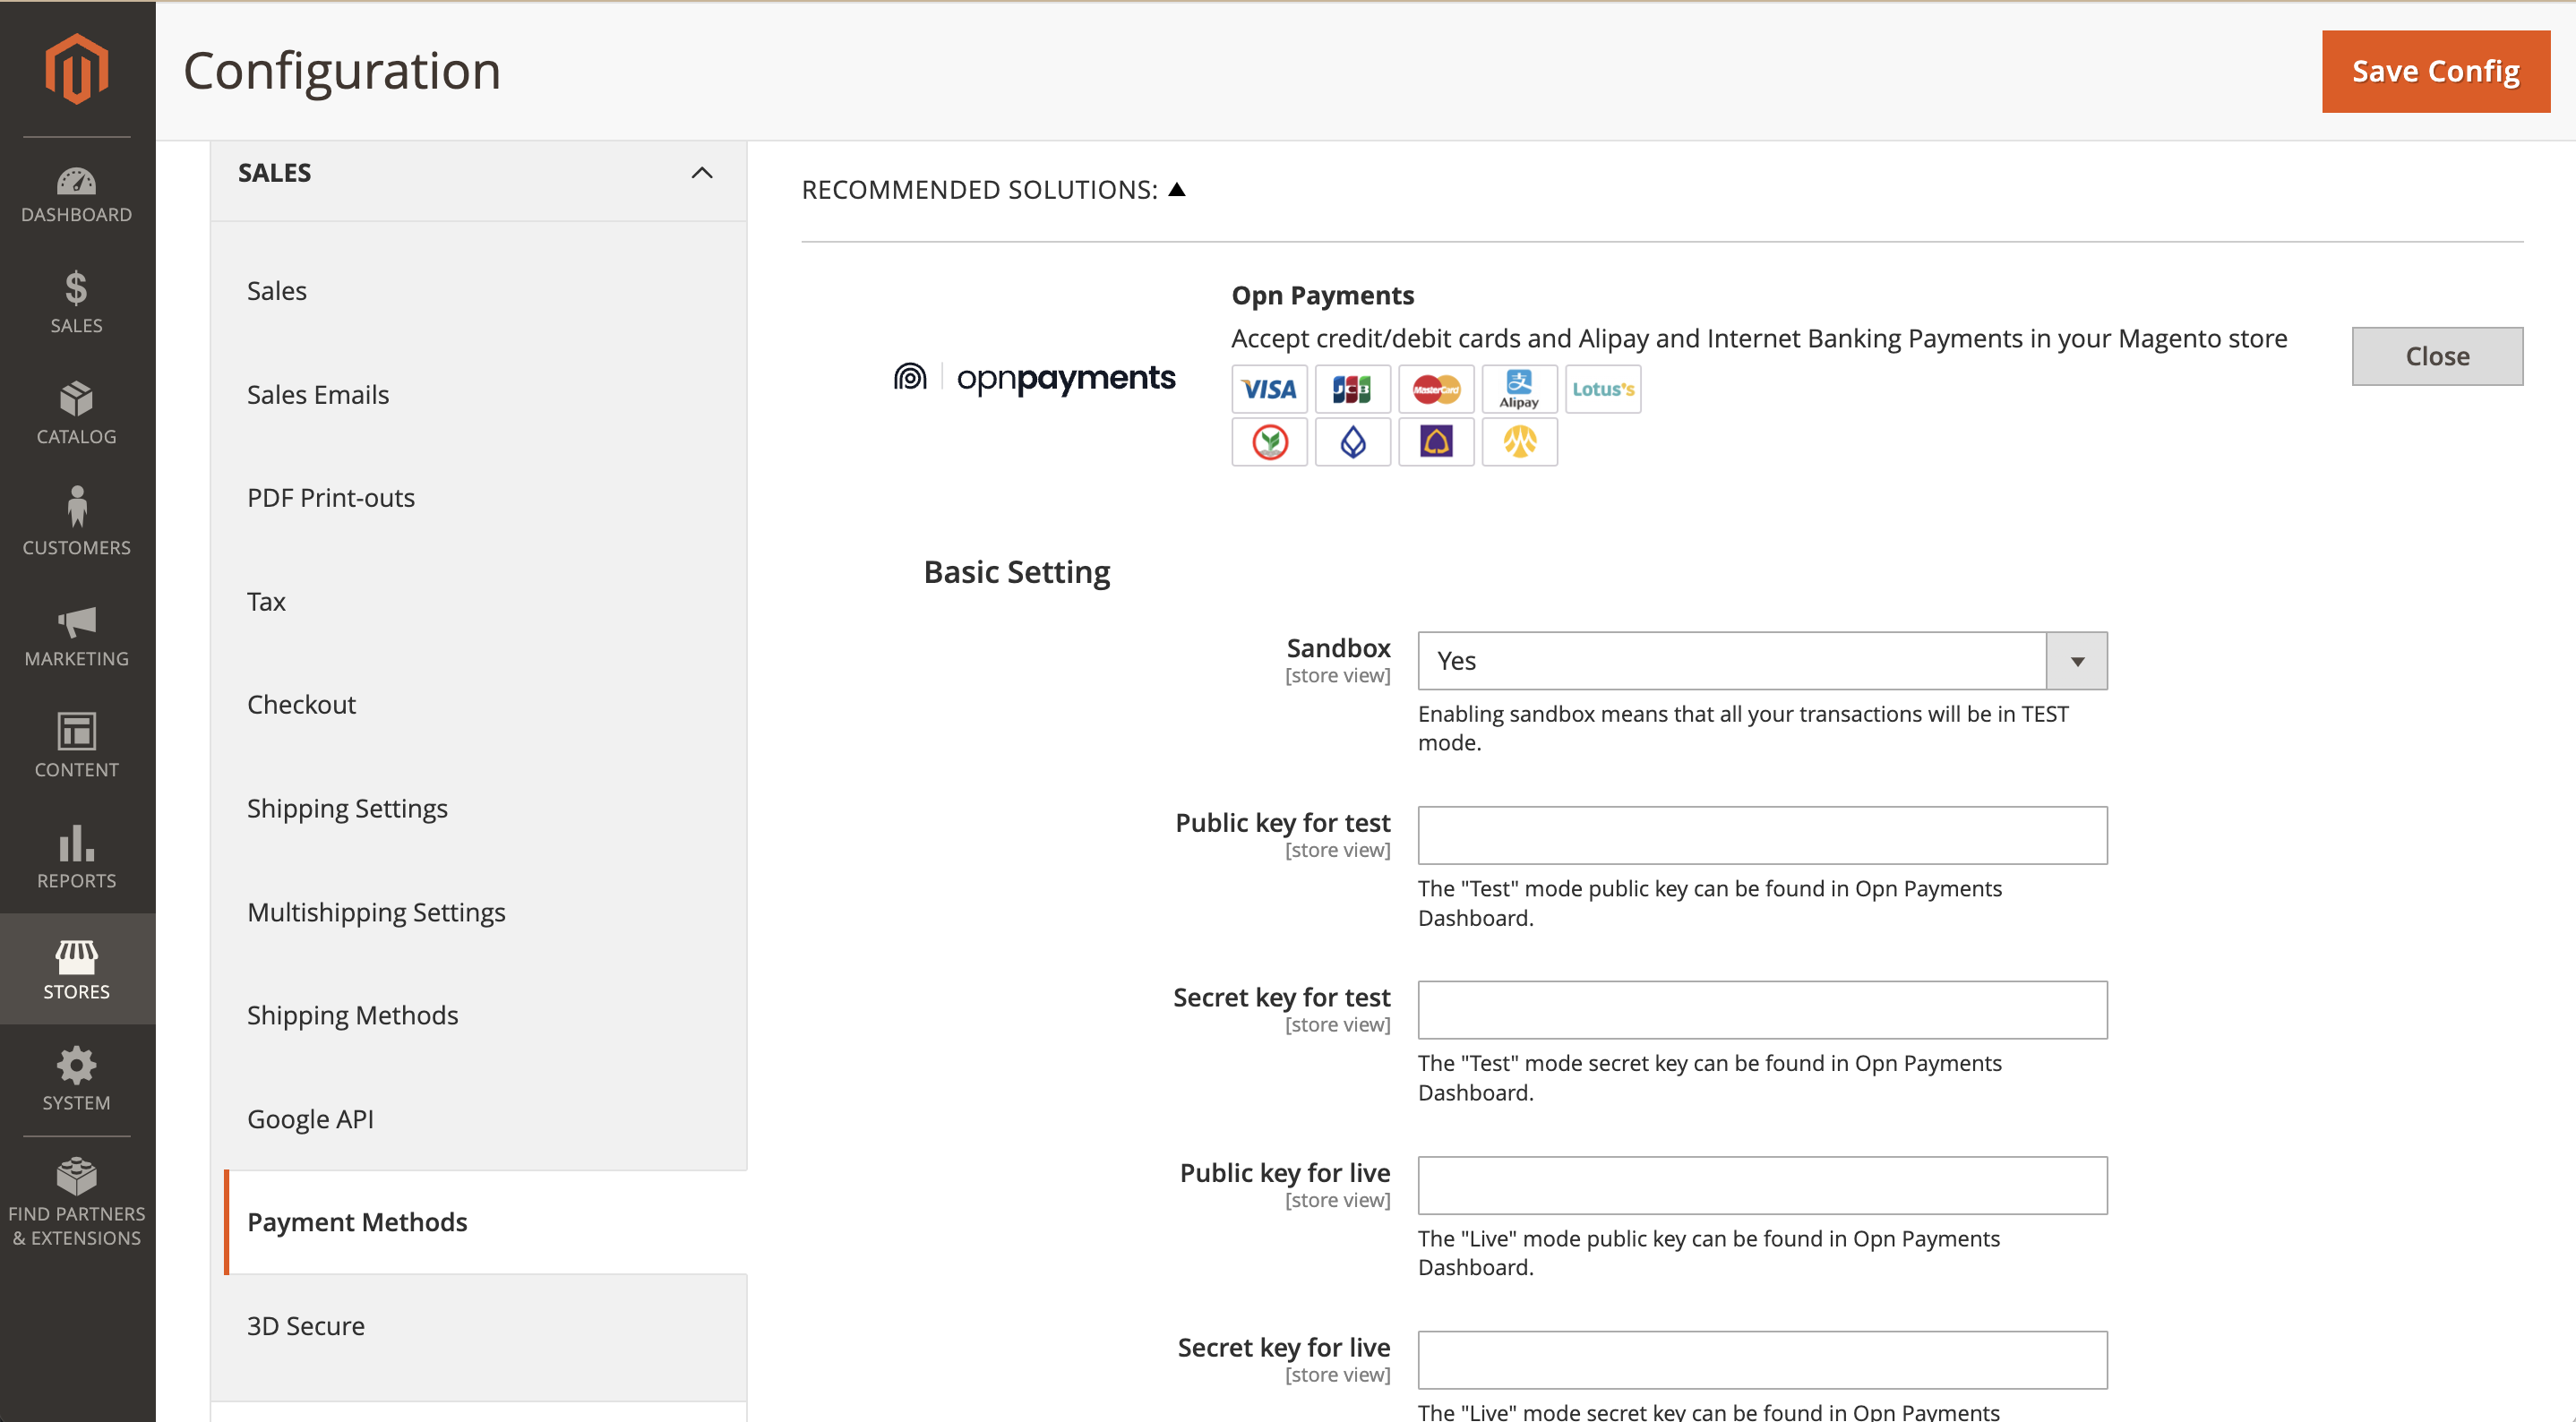 Configuration
Save Config
DASHBOARD
$
SALES
CATALOG
CUSTOMERS
MARKETING
CONTENT
REPORTS
STORES
SYSTEM
FIND PARTNERS
& EXTENSIONS
SALES
Sales
Sales Emails
PDF Print-outs
Tax
Checkout
Shipping Settings
Multishipping Settings
Shipping Methods
Google API
Payment Methods
3D Secure
RECOMMENDED SOLUTIONS:
opnpayments
Opn Payments
Accept credit/debit cards and Alipay and Internet Banking Payments in your Magento store
VISA JCB MasterCard 支 Alipay Lotus's
Close
Basic Setting
Sandbox
[store view]
Yes
Enabling sandbox means that all your transactions will be in TEST
mode.
Public key for test
[store view]
The "Test" mode public key can be found in Opn Payments
Dashboard.
Secret key for test
[store view]
The "Test" mode secret key can be found in Opn Payments
Dashboard.
Public key for live
[store view]
The "Live" mode public key can be found in Opn Payments
Dashboard.
Secret key for live
[store view]
The "Live" mode secret key can be found in Opn Payments